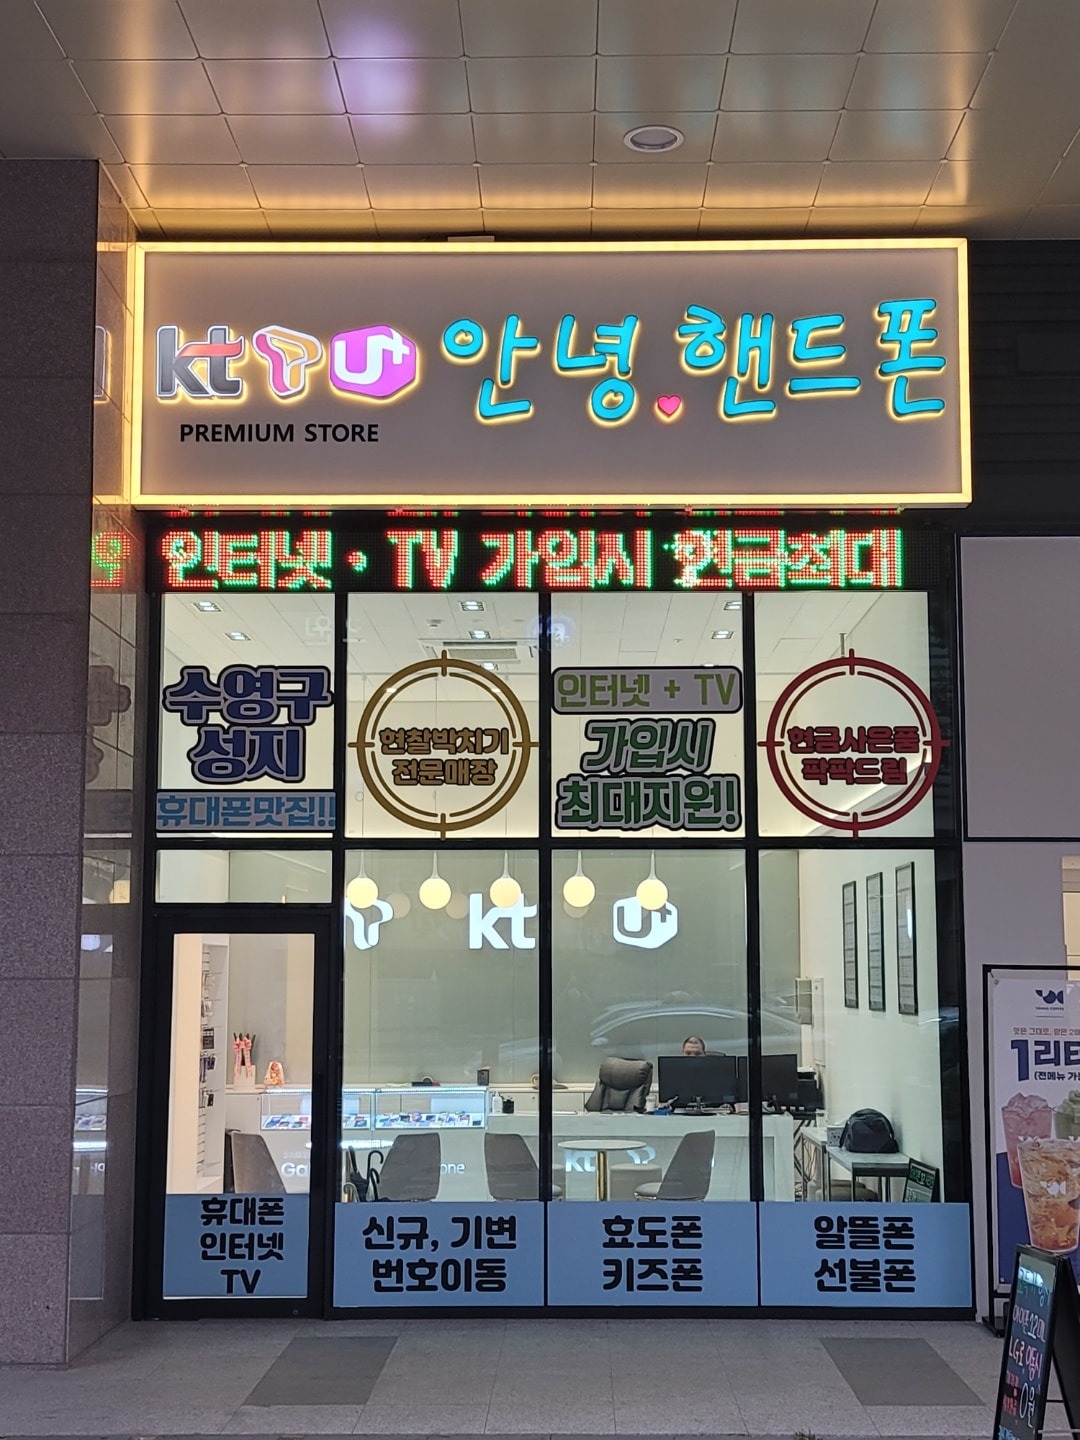 kt T U+ 안녕 핸드폰
PREMIUM STORE
인터넷 · TV 가입시 현금최대
수영구
성지
휴대폰맛집!!
현찰박치기
전문매장
인터넷 + TV
가입시
최대지원!
현금사은품
팍팍드림
kt U+
1리터
kt
휴대폰
인터넷
TV
신규, 기변
번호이동
효도폰
키즈폰
알뜰폰
선불폰
0원